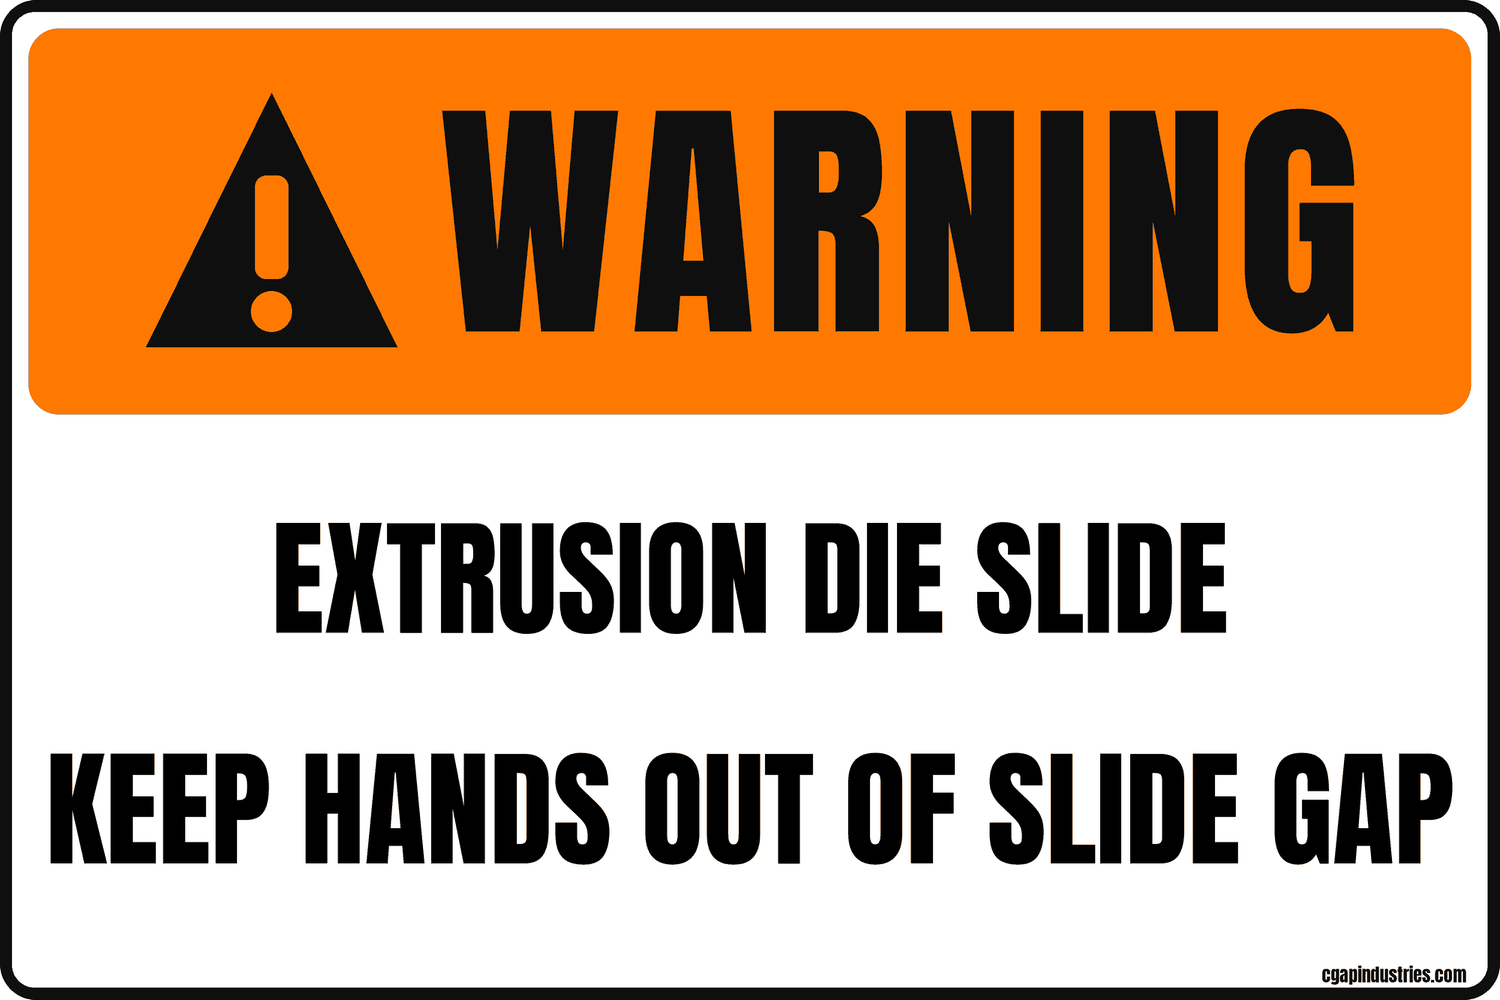 WARNING
EXTRUSION DIE SLIDE
KEEP HANDS OUT OF SLIDE GAP
cgapindustries.com